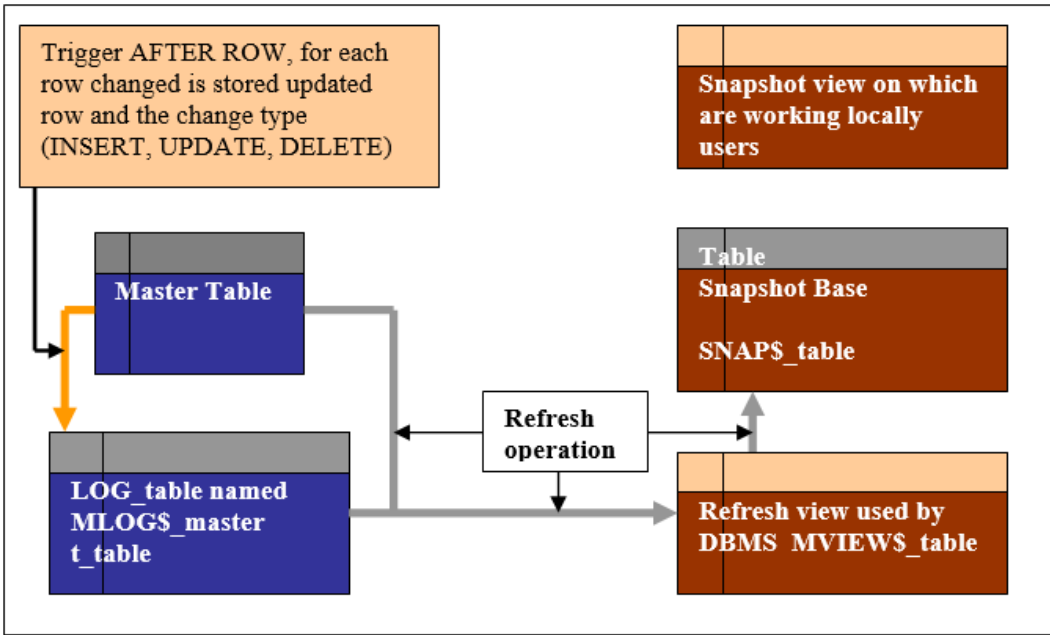 Trigger AFTER ROW, for each
row changed is stored updated
row and the change type
(INSERT, UPDATE, DELETE)
Snapshot view on which
are working locally
users
Master Table
Table
Snapshot Base
SNAP$_table
Refresh
operation
LOG_table named
MLOG$_master
t_table
Refresh view used by
DBMS MVIEW$_table